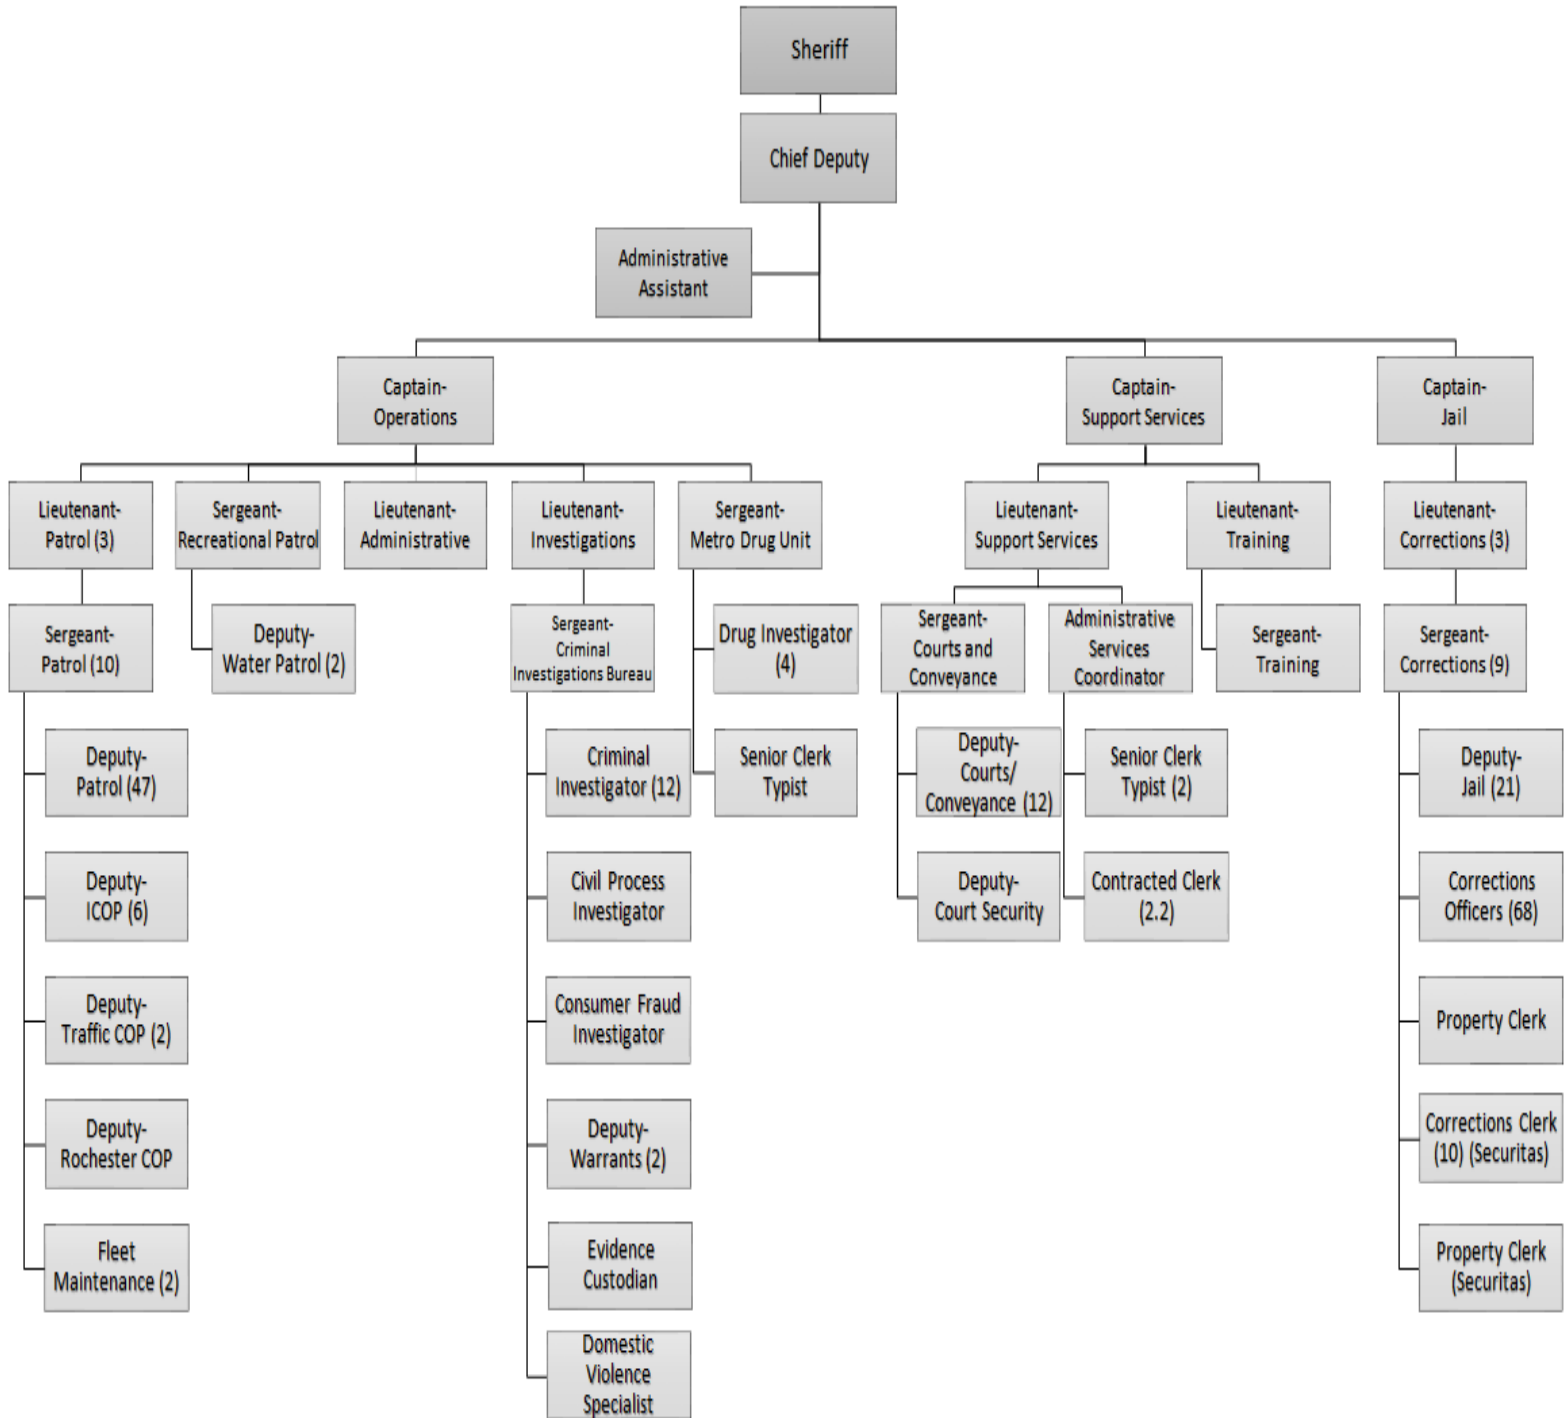 Sheriff
Chief Deputy
Administrative
Assistant
Captain-
Operations
Captain-
Support Services
Captain-
Jail
Lieutenant-
Patrol (3)
Sergeant-
Recreational Patrol
Lieutenant-
Administrative
Lieutenant-
Investigations
Sergeant-
Metro Drug Unit
Lieutenant-
Support Services
Lieutenant-
Training
Lieutenant-
Corrections (3)
Sergeant-
Patrol (10)
Deputy-
Water Patrol (2)
Sergeant-
Criminal
Investigations Bureau
Drug Investigator
(4)
Sergeant-
Courts and
Conveyance
Administrative
Services
Coordinator
Sergeant-
Training
Sergeant-
Corrections (9)
Deputy-
Patrol (47)
Criminal
Investigator (12)
Senior Clerk
Typist
Deputy-
Courts/
Conveyance (12)
Senior Clerk
Typist (2)
Deputy-
Jail (21)
Deputy-
ICOP (6)
Civil Process
Investigator
Deputy-
Court Security
Contracted Clerk
(2.2)
Corrections
Officers (68)
Deputy-
Traffic COP (2)
Consumer Fraud
Investigator
Property Clerk
Deputy-
Rochester COP
Deputy-
Warrants (2)
Corrections Clerk
(10) (Securitas)
Fleet
Maintenance (2)
Evidence
Custodian
Property Clerk
(Securitas)
Domestic
Violence
Specialist